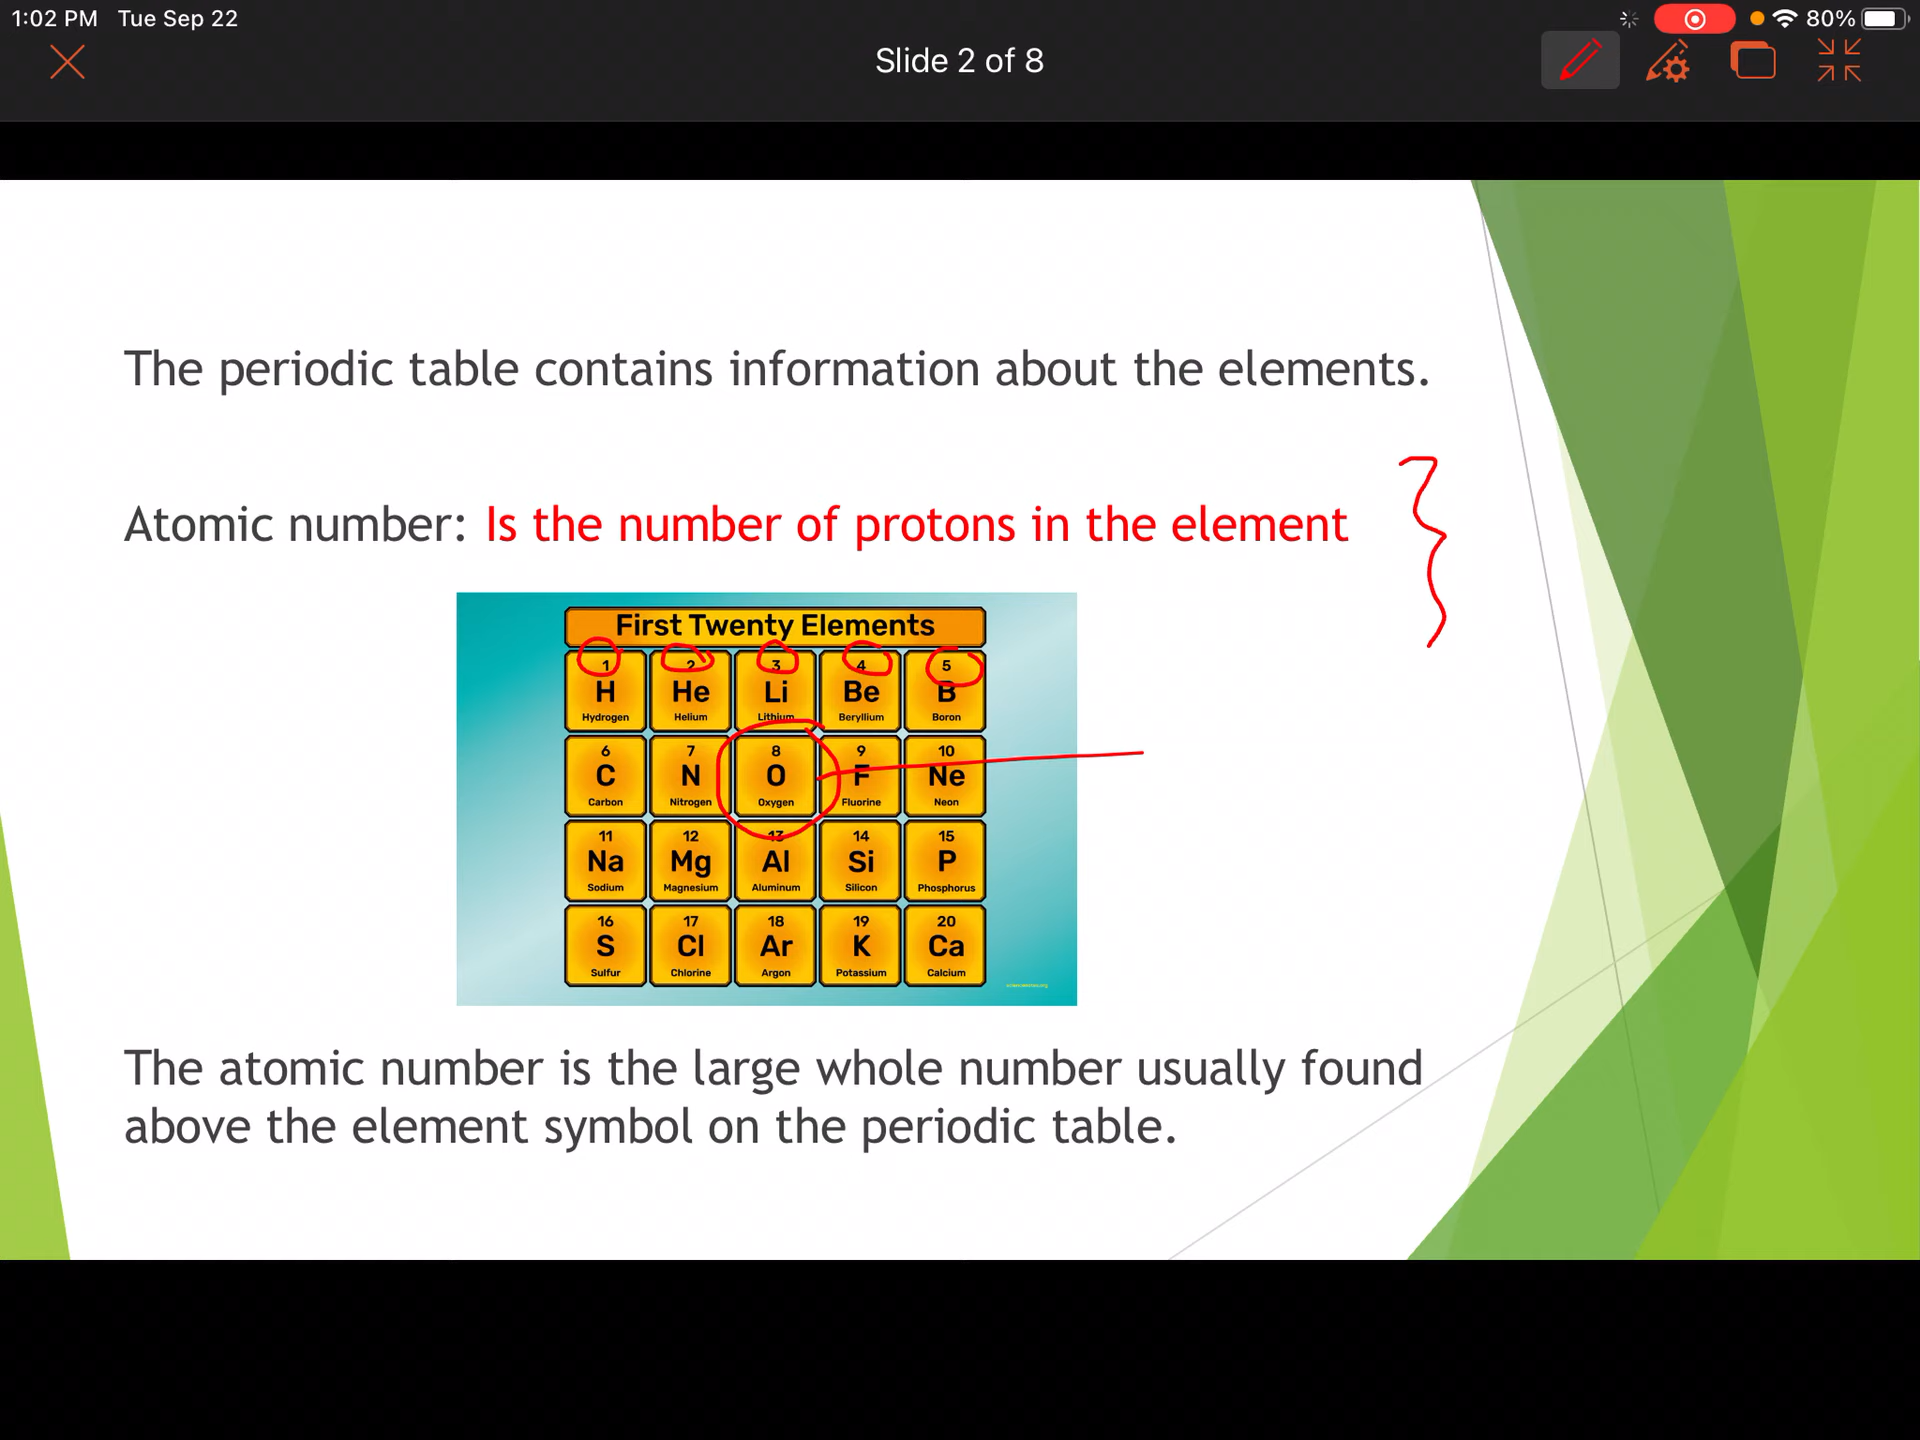 1:02 PM Tue Sep 22
80%
Slide 2 of 8
The periodic table contains information about the elements.
Atomic number: Is the number of protons in the element
First Twenty Elements
1 2 3 4 5
H He Li Be B
Hydrogen Helium Lithium Beryllium Boron
6 7 8 9 10
C N O F Ne
Carbon Nitrogen Oxygen Fluorine Neon
11 12 13 14 15
Na Mg Al Si P
Sodium Magnesium Aluminum Silicon Phosphorus
16 17 18 19 20
S Cl Ar K Ca
Sulfur Chlorine Argon Potassium Calcium
The atomic number is the large whole number usually found
above the element symbol on the periodic table.